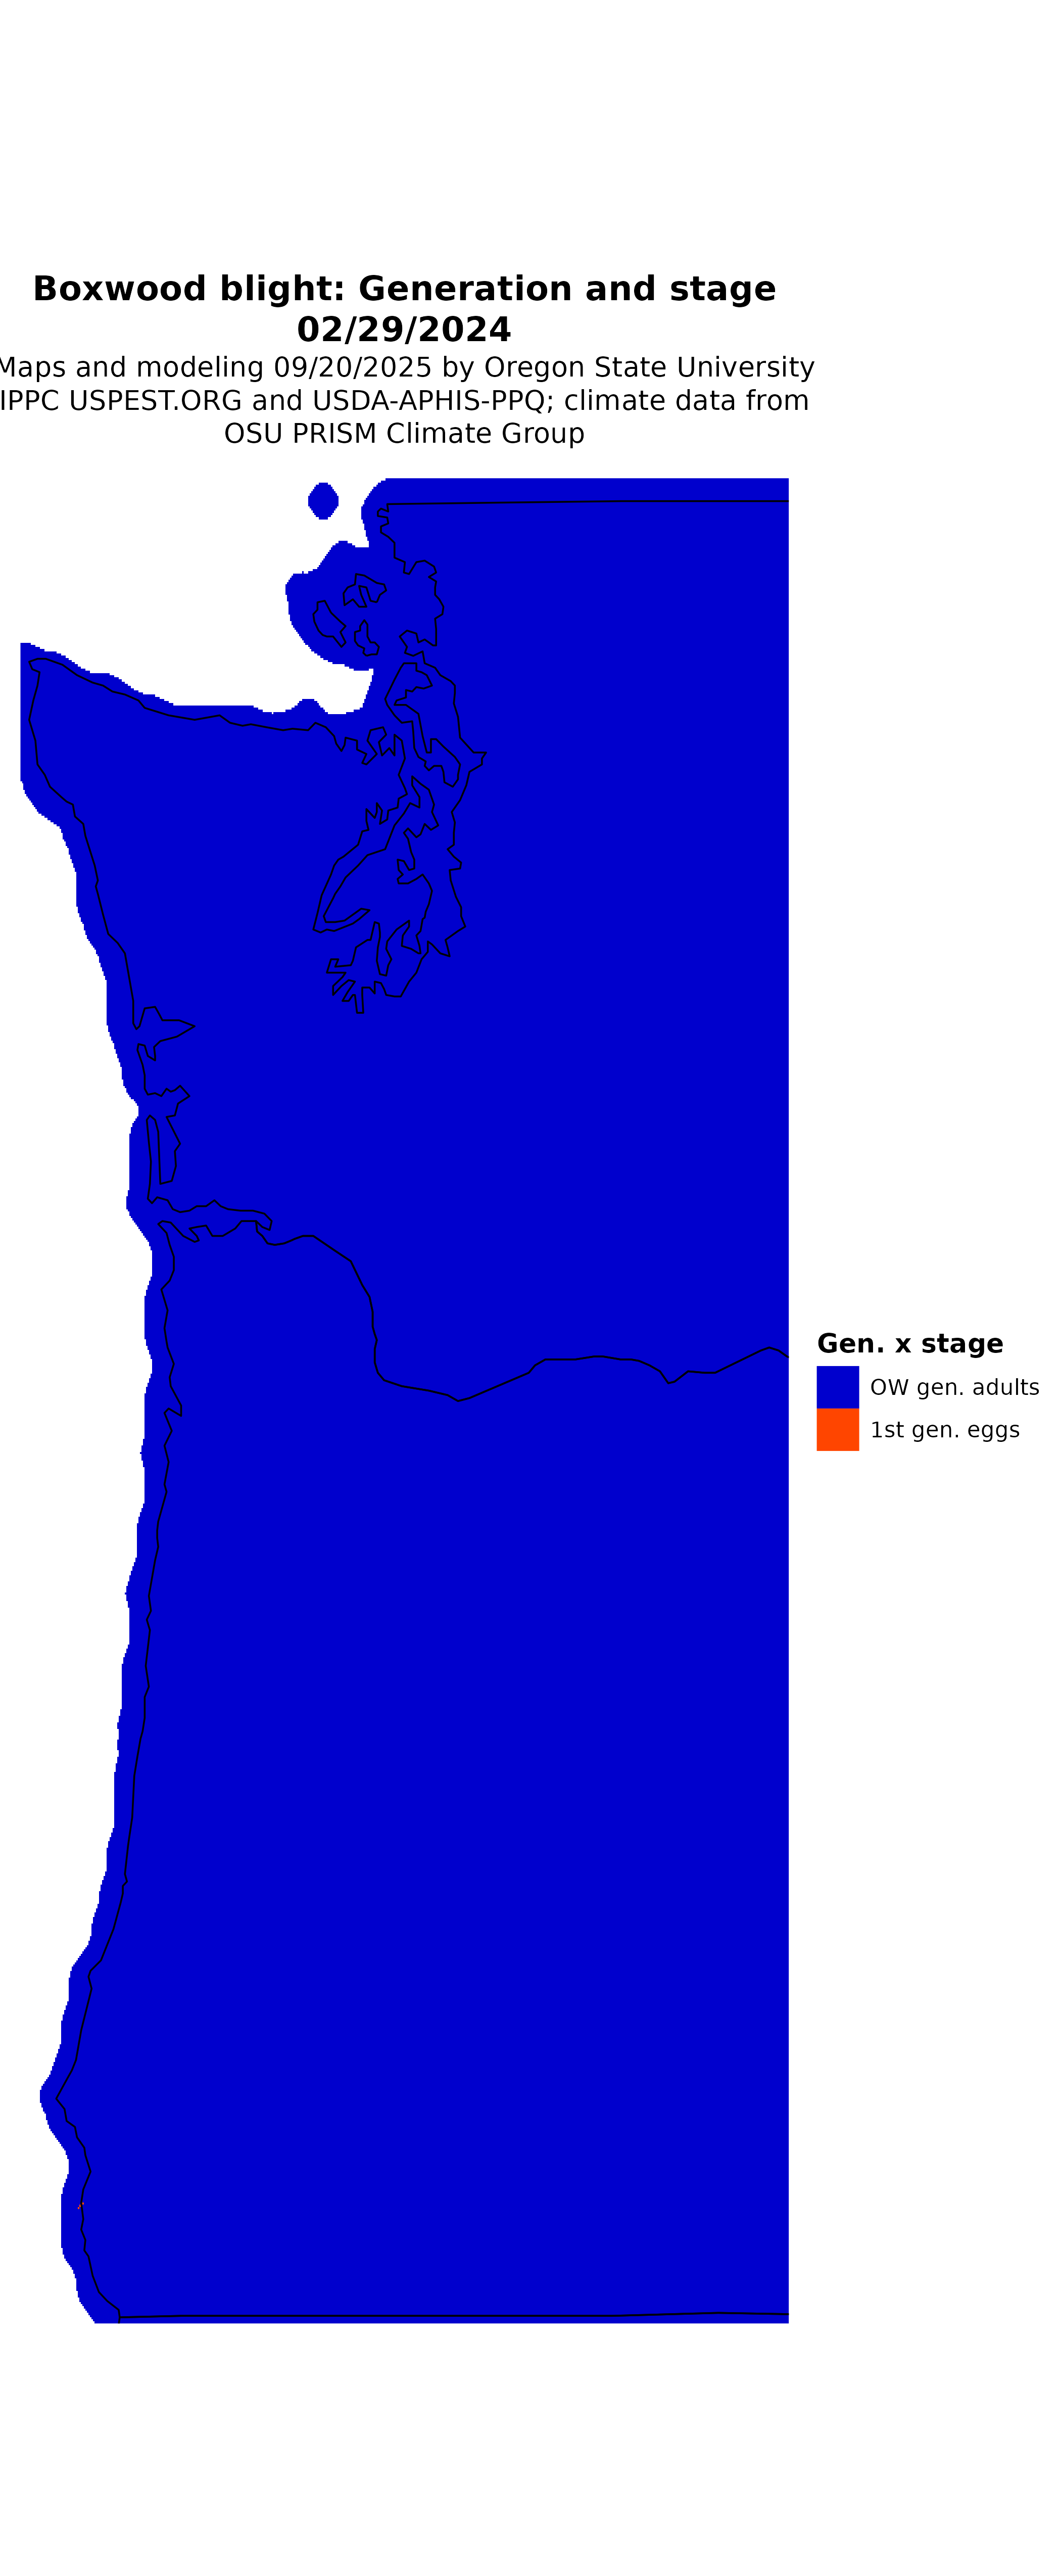 Boxwood blight: Generation and stage
02/29/2024
Maps and modeling 09/20/2025 by Oregon State University
IPPC USPEST.ORG and USDA-APHIS-PPQ; climate data from
OSU PRISM Climate Group
Gen. x stage
OW gen. adults
1st gen. eggs